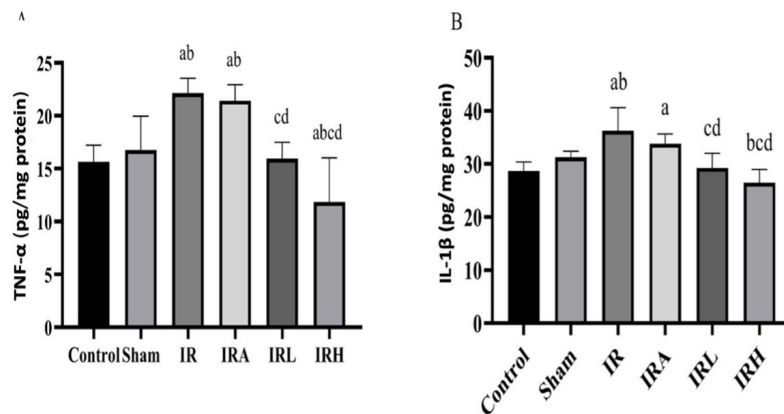 A
TNF-α (pg/mg protein)
25
20
15
10
5
0
ab
ab
cd
abcd
Control Sham IR IRA IRL IRH
B
IL-1β (pg/mg protein)
50
40
30
20
10
0
ab
a
cd
bcd
Control Sham IR IRA IRL IRH